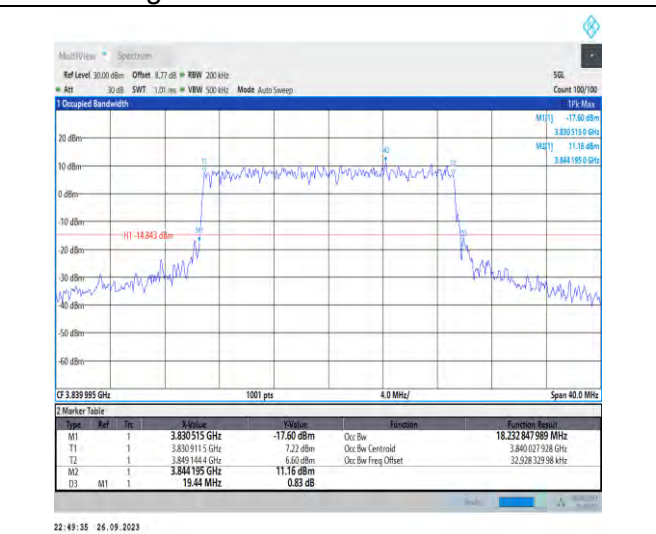 MultiView Spectrum
Ref Level 30.00 dBm Offset 8.77 dB RBW 200 kHz SGL
Att 30 dB SWT 1.01 ms VBW 500 kHz Mode Auto Sweep Count 100/100
1 Occupied Bandwidth 1Pk Max
M1[1] -17.60 dBm
3.830 515 0 GHz
M2[1] 11.16 dBm
3.844 195 0 GHz
20 dBm
M2
T1 T2
10 dBm
0 dBm
-10 dBm
H1 -14.843 dBm M1 D3
-20 dBm
-30 dBm
-40 dBm
-50 dBm
-60 dBm
CF 3.839 995 GHz 1001 pts 4.0 MHz/ Span 40.0 MHz
2 Marker Table
Type Ref Trc X-Value Y-Value Function Function Result
M1 1 3.830 515 GHz -17.60 dBm Occ Bw 18.232 847 989 MHz
T1 1 3.830 911 5 GHz 7.22 dBm Occ Bw Centroid 3.840 027 928 GHz
T2 1 3.849 144 4 GHz 6.60 dBm Occ Bw Freq Offset 32.928 329 98 kHz
M2 1 3.844 195 GHz 11.16 dBm
D3 M1 1 19.44 MHz 0.83 dB
22:49:35 26.09.2023